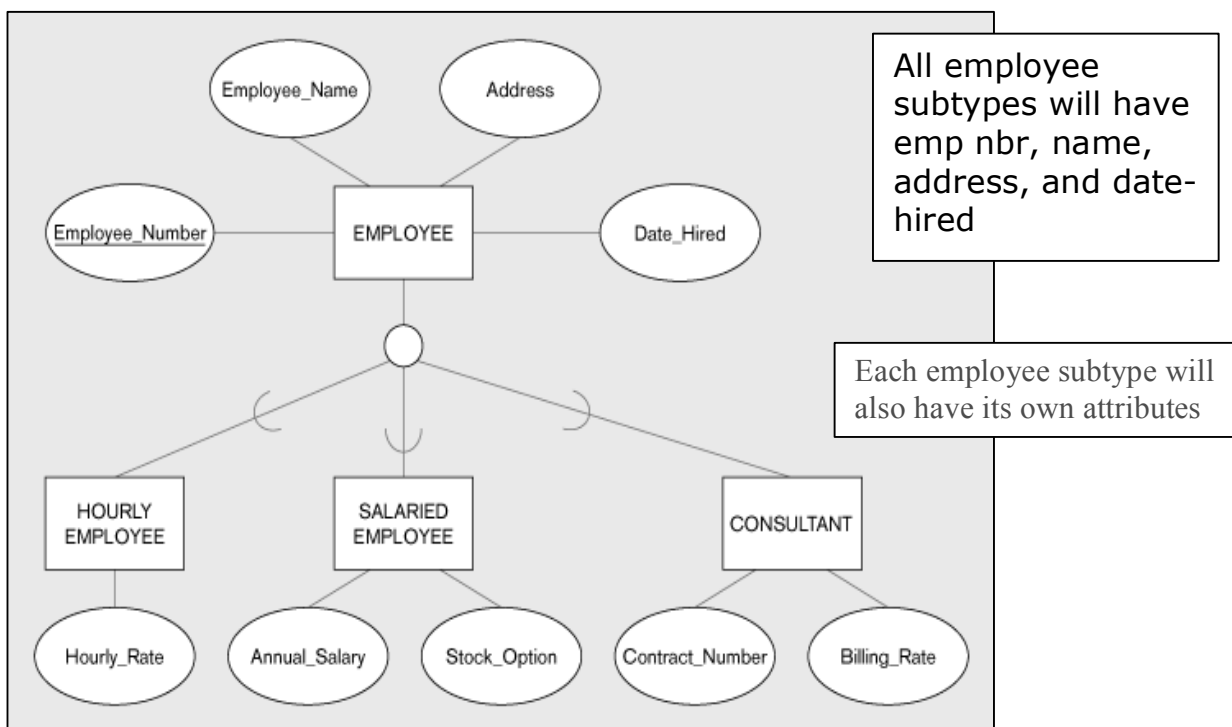 Employee_Name
Address
All employee
subtypes will have
emp nbr, name,
address, and date-
hired
Employee_Number
EMPLOYEE
Date_Hired
Each employee subtype will
also have its own attributes
HOURLY
EMPLOYEE
SALARIED
EMPLOYEE
CONSULTANT
Hourly_Rate
Annual_Salary
Stock_Option
Contract_Number
Billing_Rate